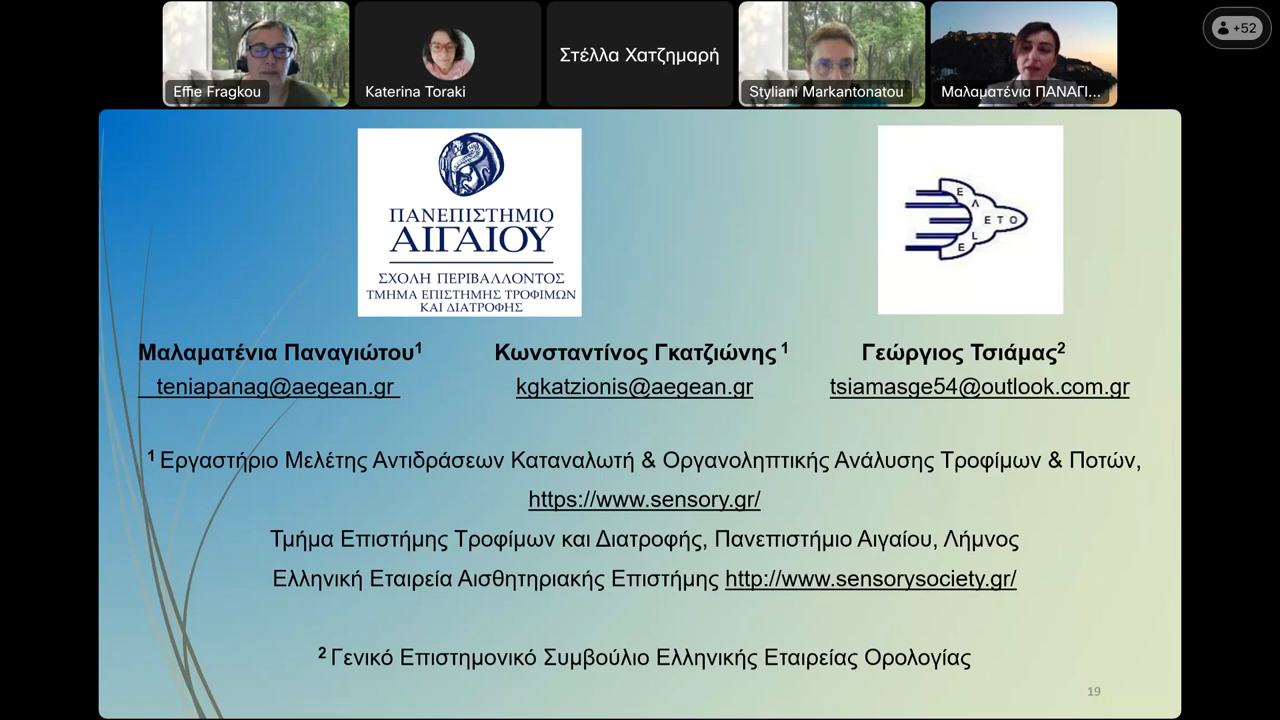 +52
Effie Fragkou
Katerina Toraki
Στέλλα Χατζημαρή
Styliani Markantonatou
Μαλαματένια ΠΑΝΑΓΙ...
ΠΑΝΕΠΙΣΤΗΜΙΟ
ΑΙΓΑΙΟΥ
ΣΧΟΛΗ ΠΕΡΙΒΑΛΛΟΝΤΟΣ
ΤΜΗΜΑ ΕΠΙΣΤΗΜΗΣ ΤΡΟΦΙΜΩΝ
ΚΑΙ ΔΙΑΤΡΟΦΗΣ
Ε Λ Ε Τ Ο
E L
Μαλαματένια Παναγιώτου¹ Κωνσταντίνος Γκατζιώνης ¹ Γεώργιος Τσιάμας²
teniapanag@aegean.gr kgkatzionis@aegean.gr tsiamasge54@outlook.com.gr
¹ Εργαστήριο Μελέτης Αντιδράσεων Καταναλωτή & Οργανοληπτικής Ανάλυσης Τροφίμων & Ποτών,
https://www.sensory.gr/
Τμήμα Επιστήμης Τροφίμων και Διατροφής, Πανεπιστήμιο Αιγαίου, Λήμνος
Ελληνική Εταιρεία Αισθητηριακής Επιστήμης http://www.sensorysociety.gr/
² Γενικό Επιστημονικό Συμβούλιο Ελληνικής Εταιρείας Ορολογίας
19